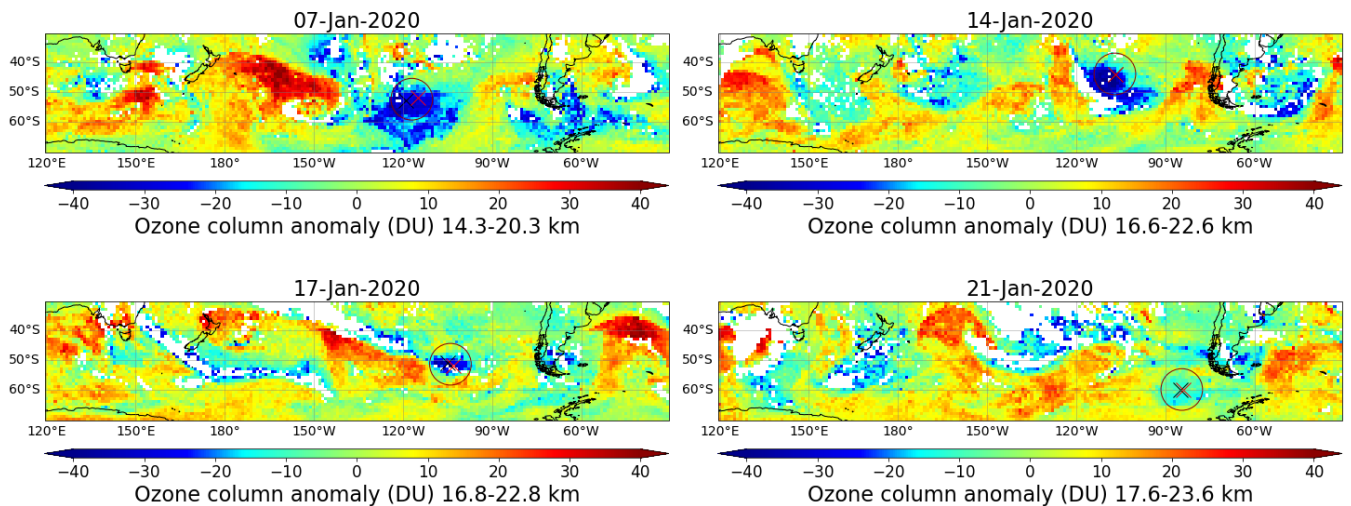 07-Jan-2020
40°S
50°S
60°S
120°E 150°E 180° 150°W 120°W 90°W 60°W
−40 −30 −20 −10 0 10 20 30 40
Ozone column anomaly (DU) 14.3-20.3 km
14-Jan-2020
40°S
50°S
60°S
120°E 150°E 180° 150°W 120°W 90°W 60°W
−40 −30 −20 −10 0 10 20 30 40
Ozone column anomaly (DU) 16.6-22.6 km
17-Jan-2020
40°S
50°S
60°S
120°E 150°E 180° 150°W 120°W 90°W 60°W
−40 −30 −20 −10 0 10 20 30 40
Ozone column anomaly (DU) 16.8-22.8 km
21-Jan-2020
40°S
50°S
60°S
120°E 150°E 180° 150°W 120°W 90°W 60°W
−40 −30 −20 −10 0 10 20 30 40
Ozone column anomaly (DU) 17.6-23.6 km